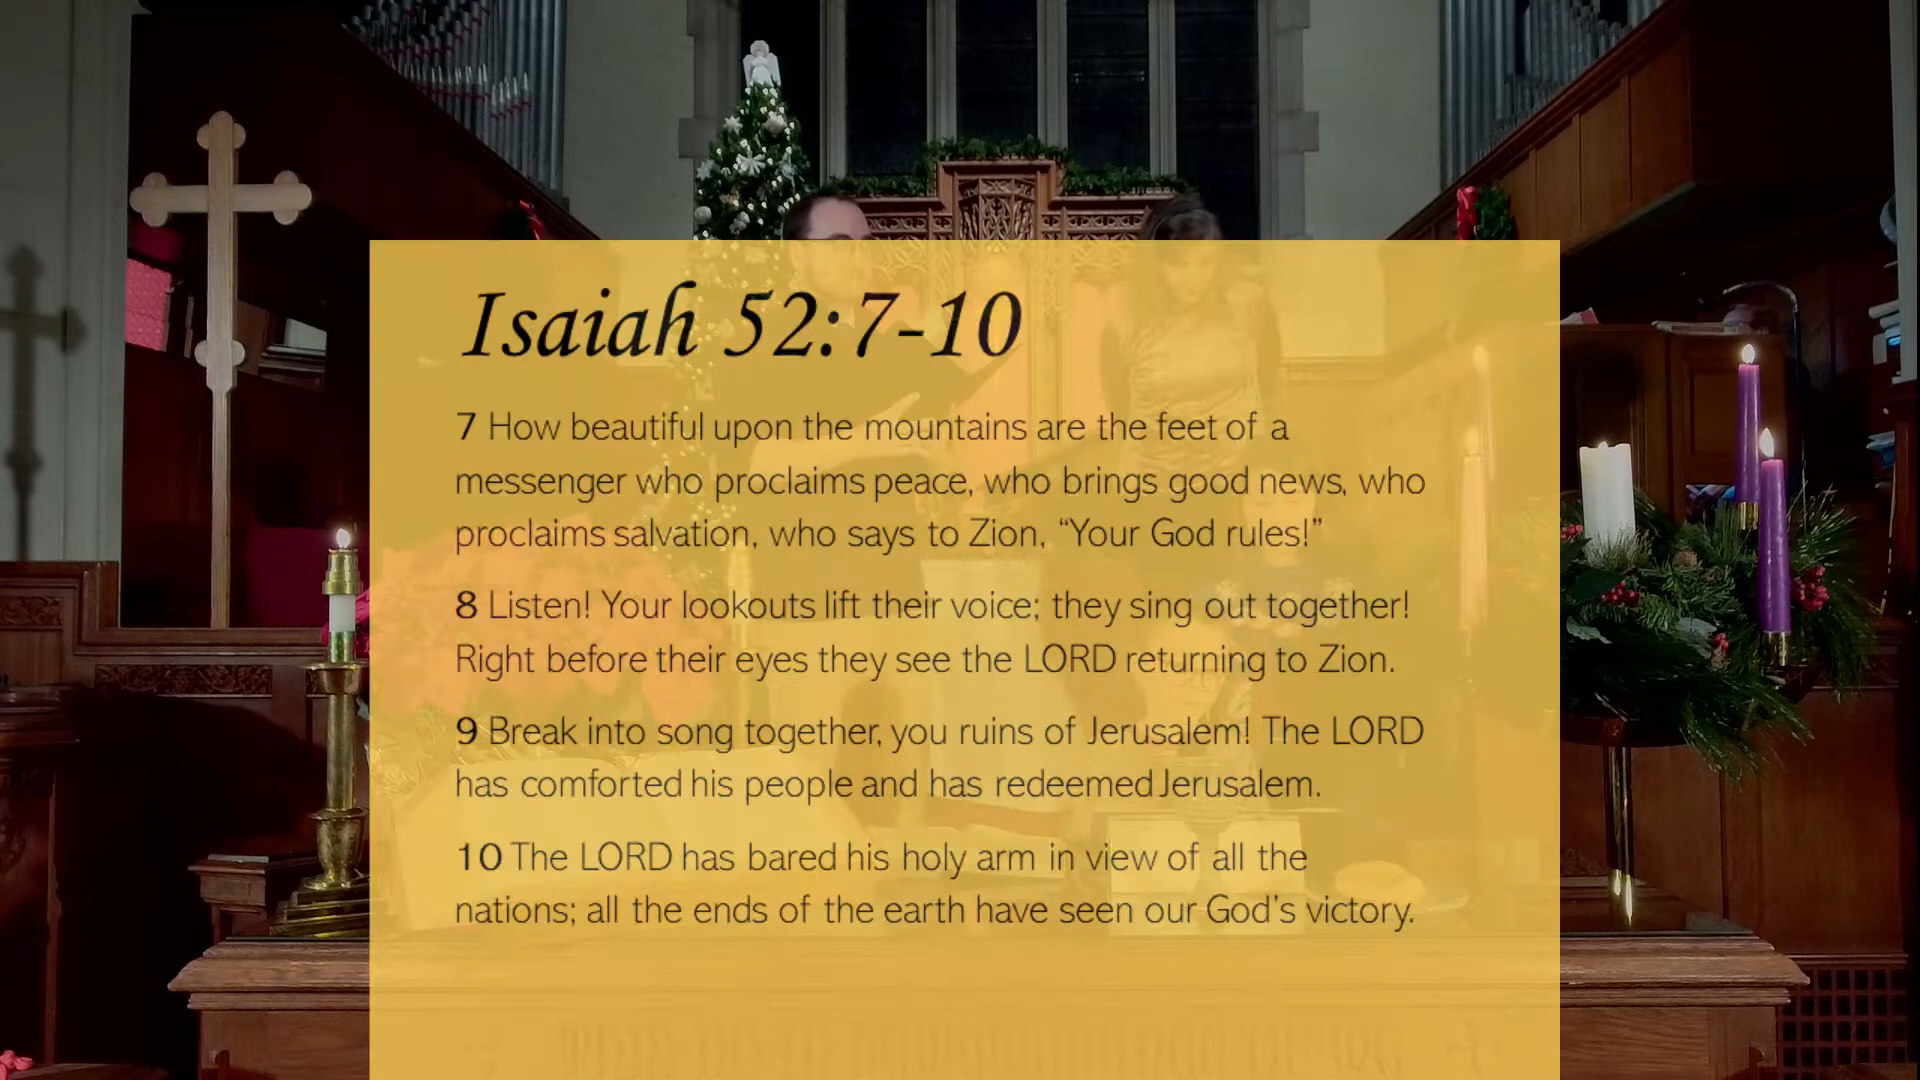 Isaiah 52:7-10
7 How beautiful upon the mountains are the feet of a
messenger who proclaims peace, who brings good news, who
proclaims salvation, who says to Zion, “Your God rules!”
8 Listen! Your lookouts lift their voice; they sing out together!
Right before their eyes they see the LORD returning to Zion.
9 Break into song together, you ruins of Jerusalem! The LORD
has comforted his people and has redeemed Jerusalem.
10 The LORD has bared his holy arm in view of all the
nations; all the ends of the earth have seen our God’s victory.